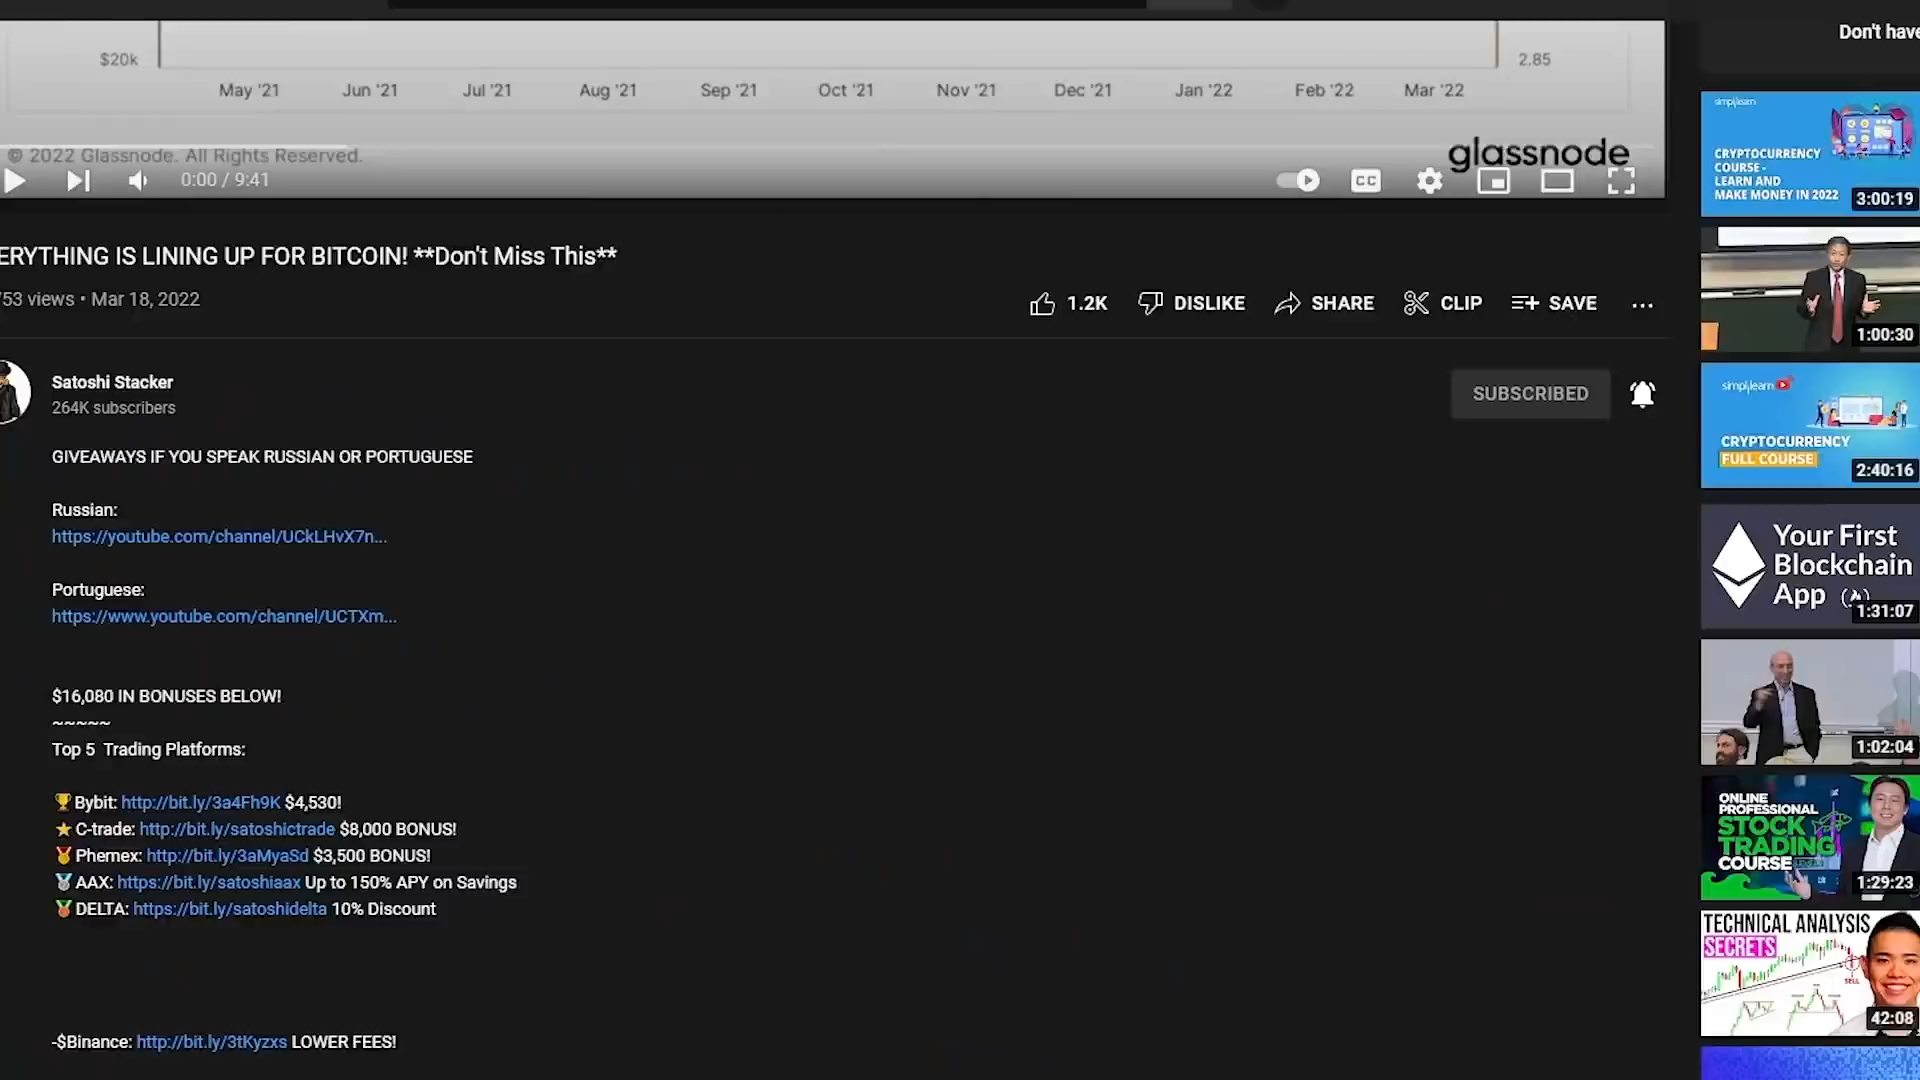 Don't have
$20k
2.85
May '21 Jun '21 Jul '21 Aug '21 Sep '21 Oct '21 Nov '21 Dec '21 Jan '22 Feb '22 Mar '22
© 2022 Glassnode. All Rights Reserved.
glassnode
0:00 / 9:41
CC
ERYTHING IS LINING UP FOR BITCOIN! **Don't Miss This**
753 views • Mar 18, 2022
1.2K DISLIKE SHARE CLIP SAVE ...
Satoshi Stacker
264K subscribers
SUBSCRIBED
GIVEAWAYS IF YOU SPEAK RUSSIAN OR PORTUGUESE
Russian:
https://youtube.com/channel/UCkLHvX7n...
Portuguese:
https://www.youtube.com/channel/UCTXm...
$16,080 IN BONUSES BELOW!
~~~~~
Top 5 Trading Platforms:
Bybit: http://bit.ly/3a4Fh9K $4,530!
C-trade: http://bit.ly/satoshictrade $8,000 BONUS!
Phemex: http://bit.ly/3aMyaSd $3,500 BONUS!
AAX: https://bit.ly/satoshiaax Up to 150% APY on Savings
DELTA: https://bit.ly/satoshidelta 10% Discount
-$Binance: http://bit.ly/3tKyzxs LOWER FEES!
simplilearn
CRYPTOCURRENCY
COURSE -
LEARN AND
MAKE MONEY IN 2022
3:00:19
1:00:30
simplilearn
CRYPTOCURRENCY
FULL COURSE
2:40:16
Your First
Blockchain
App
1:31:07
1:02:04
ONLINE
PROFESSIONAL
STOCK
TRADING
COURSE
1:29:23
TECHNICAL ANALYSIS
SECRETS
SELL
42:08